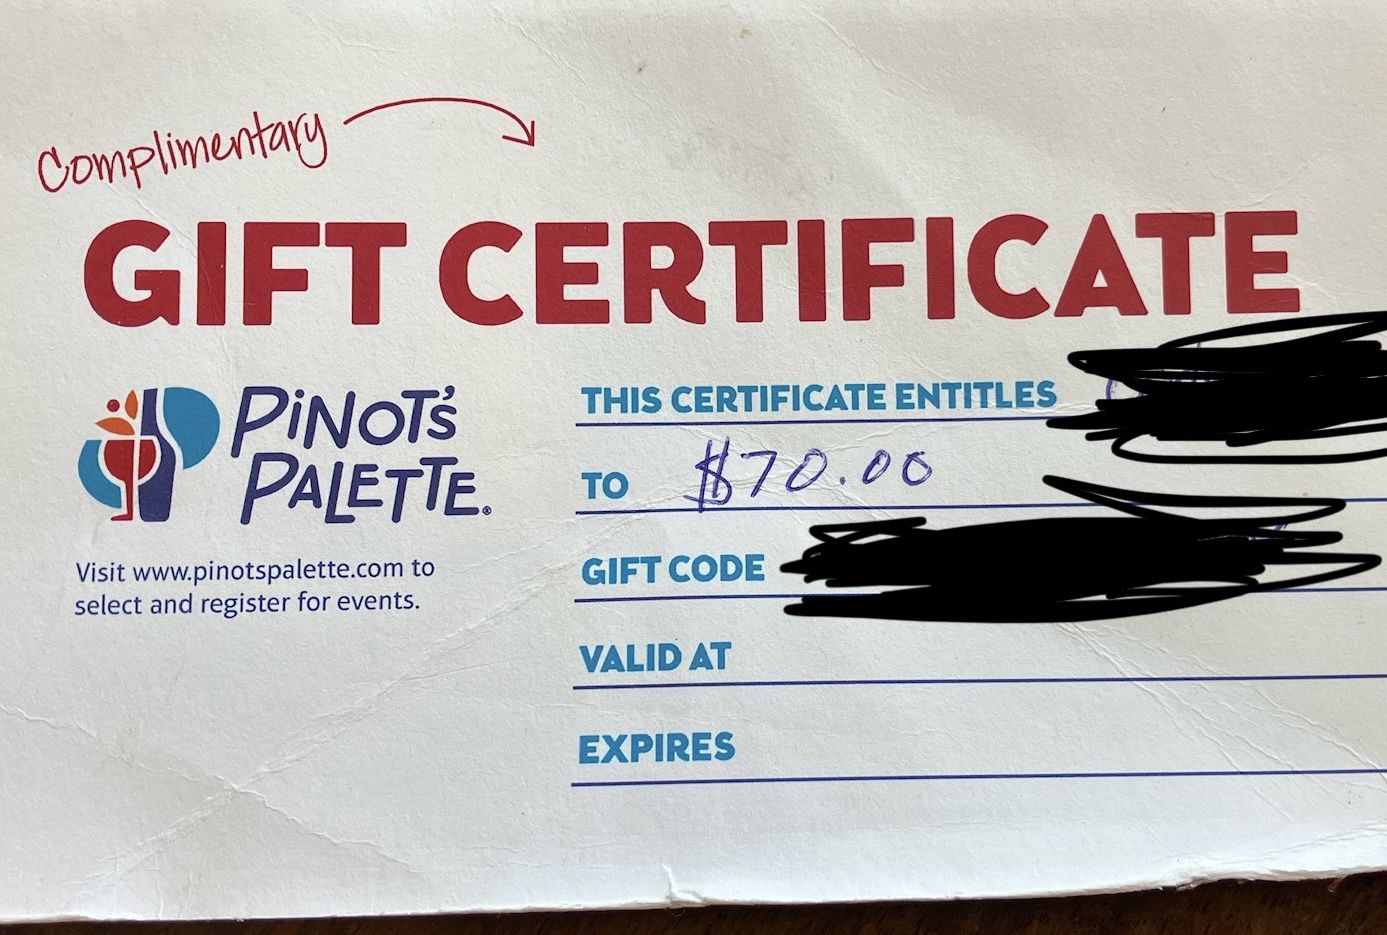 Complimentary
GIFT CERTIFICATE
PINOT'S
PALETTE®
Visit www.pinotspalette.com to
select and register for events.
THIS CERTIFICATE ENTITLES
TO $70.00
GIFT CODE
VALID AT
EXPIRES